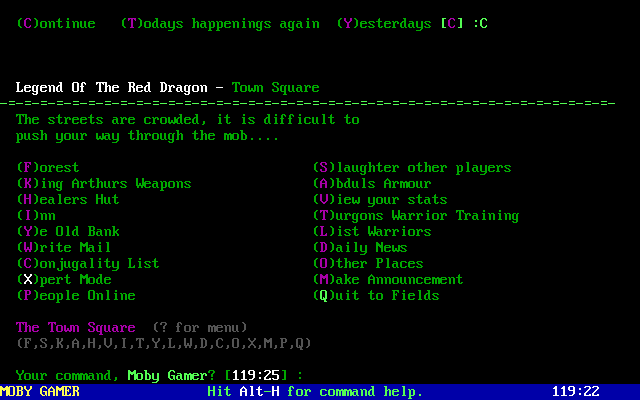 (C)ontinue   (T)odays happenings again  (Y)esterdays [C] :C
Legend Of The Red Dragon - Town Square
-=-=-=-=-=-=-=-=-=-=-=-=-=-=-=-=-=-=-=-=-=-=-=-=-=-=-=-=-=-=-=-=-=-=-=-=-=-
The streets are crowded, it is difficult to
push your way through the mob....
(F)orest                             (S)laughter other players
(K)ing Arthurs Weapons               (A)bduls Armour
(H)ealers Hut                        (V)iew your stats
(I)nn                                (T)urgons Warrior Training
(Y)e Old Bank                        (L)ist Warriors
(W)rite Mail                         (D)aily News
(C)onjugality List                   (O)ther Places
(X)pert Mode                         (M)ake Announcement
(P)eople Online                      (Q)uit to Fields
The Town Square  (? for menu)
(F,S,K,A,H,V,I,T,Y,L,W,D,C,O,X,M,P,Q)
Your command, Moby Gamer? [119:25] :
MOBY GAMER                Hit Alt-H for command help.                119:22